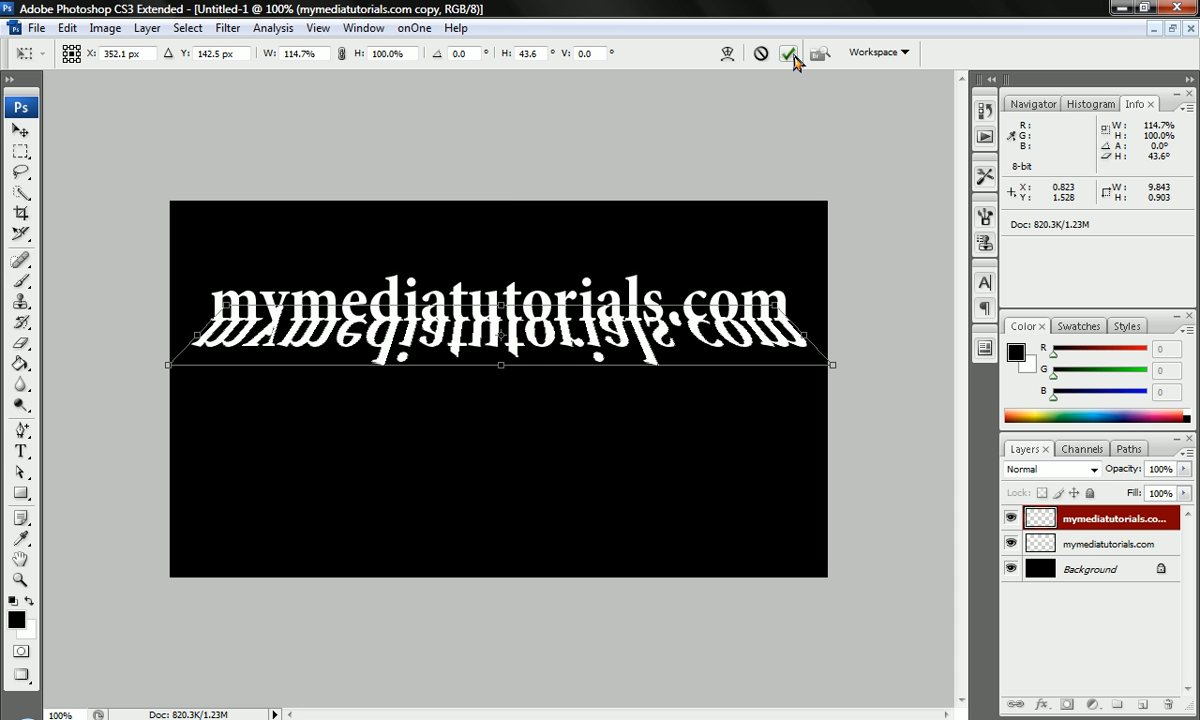 Adobe Photoshop CS3 Extended - [Untitled-1 @ 100% (mymediatutorials.com copy, RGB/8)]
File Edit Image Layer Select Filter Analysis View Window onOne Help
X: 352.1 px Y: 142.5 px W: 114.7% H: 100.0% 0.0 ° H: 43.6 ° V: 0.0 ° Workspace
Ps
Navigator Histogram Info
R: W: 114.7%
G: H: 100.0%
B: A: 0.0°
H: 43.6°
8-bit
X: 0.823 W: 9.843
Y: 1.528 H: 0.903
Doc: 820.3K/1.23M
mymediatutorials.com
mymediatutorials.com
Color Swatches Styles
R 0
G 0
B 0
Layers Channels Paths
Normal Opacity: 100%
Lock: Fill: 100%
mymediatutorials.co...
mymediatutorials.com
Background
100% Doc: 820.3K/1.23M